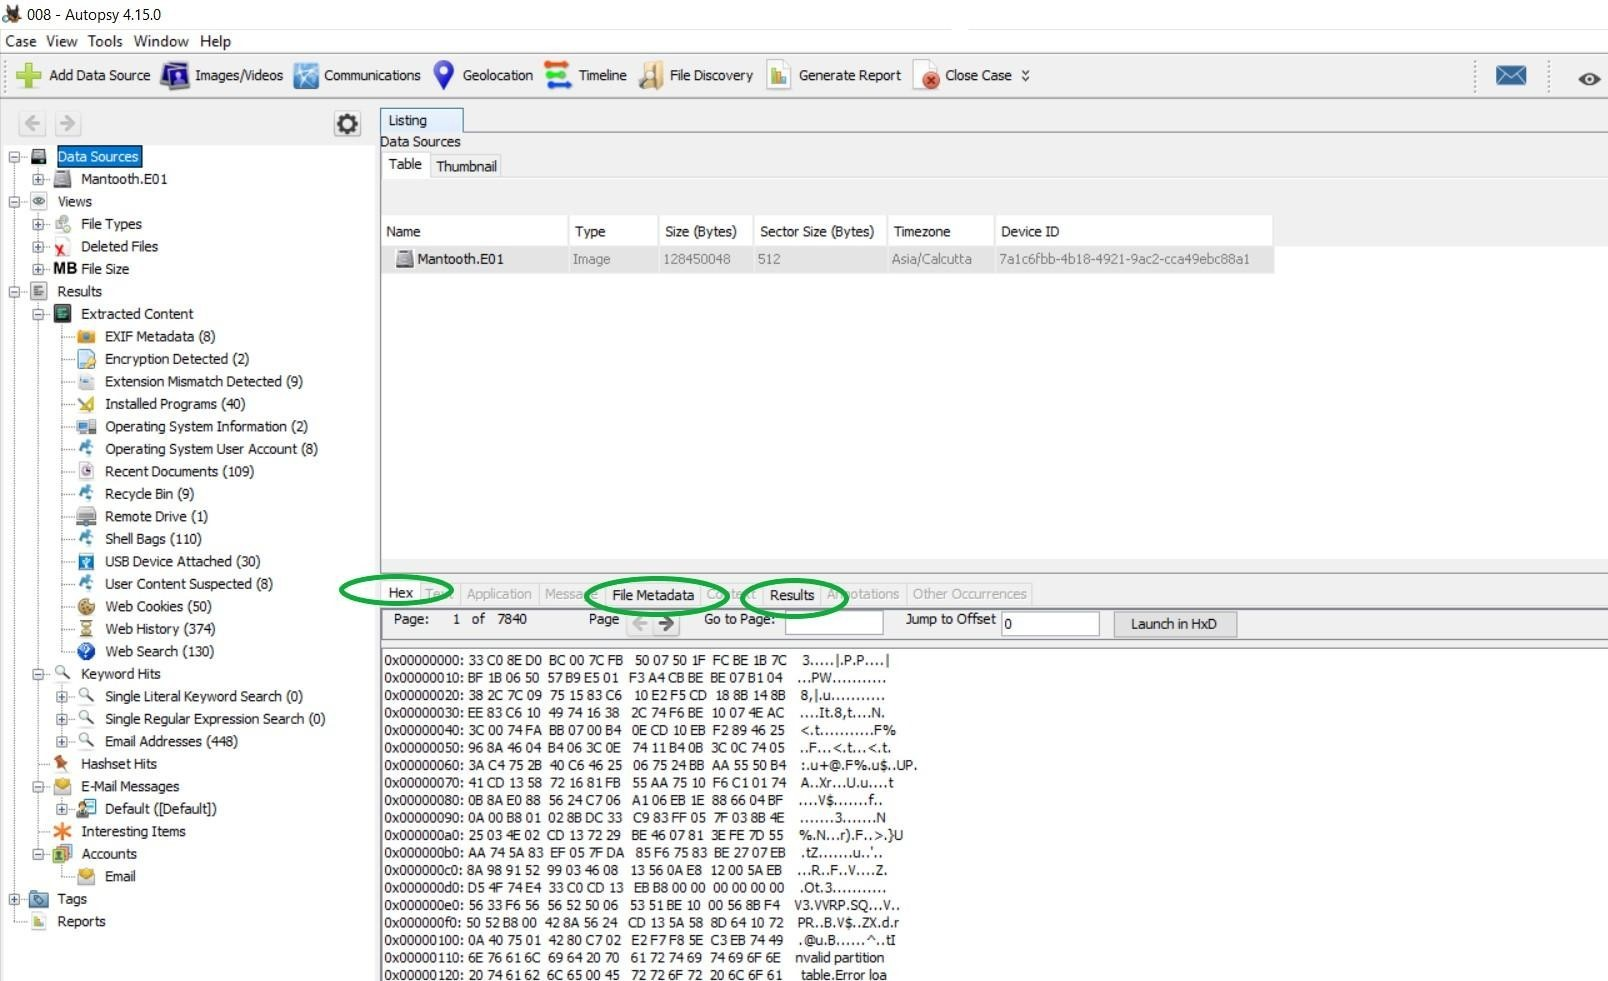 008 - Autopsy 4.15.0
Case View Tools Window Help
Add Data Source Images/Videos Communications Geolocation Timeline File Discovery Generate Report Close Case
Listing
Data Sources
Table Thumbnail
Name Type Size (Bytes) Sector Size (Bytes) Timezone Device ID
Mantooth.E01 Image 128450048 512 Asia/Calcutta 7a1c6fbb-4b18-4921-9ac2-cca49ebc88a1
Data Sources
Mantooth.E01
Views
File Types
Deleted Files
MB File Size
Results
Extracted Content
EXIF Metadata (8)
Encryption Detected (2)
Extension Mismatch Detected (9)
Installed Programs (40)
Operating System Information (2)
Operating System User Account (8)
Recent Documents (109)
Recycle Bin (9)
Remote Drive (1)
Shell Bags (110)
USB Device Attached (30)
User Content Suspected (8)
Web Cookies (50)
Web History (374)
Web Search (130)
Keyword Hits
Single Literal Keyword Search (0)
Single Regular Expression Search (0)
Email Addresses (448)
Hashset Hits
E-Mail Messages
Default ([Default])
Interesting Items
Accounts
Email
Tags
Reports
Hex Text Application Message File Metadata Context Results Annotations Other Occurrences
Page: 1 of 7840 Page Go to Page: Jump to Offset 0 Launch in HxD
0x00000000: 33 C0 8E D0 BC 00 7C FB 50 07 50 1F FC BE 1B 7C 3.....|.P.P....|
0x00000010: BF 1B 06 50 57 B9 E5 01 F3 A4 CB BE BE 07 B1 04 ...PW...........
0x00000020: 38 2C 7C 09 75 15 83 C6 10 E2 F5 CD 18 8B 14 8B 8,|.u...........
0x00000030: EE 83 C6 10 49 74 16 38 2C 74 F6 BE 10 07 4E AC ....It.8,t....N.
0x00000040: 3C 00 74 FA BB 07 00 B4 0E CD 10 EB F2 89 46 25 <.t...........F%
0x00000050: 96 8A 46 04 B4 06 3C 0E 74 11 B4 0B 3C 0C 74 05 ..F...<.t...<.t.
0x00000060: 3A C4 75 2B 40 C6 46 25 06 75 24 BB AA 55 50 B4 :.u+@.F%.u$..UP.
0x00000070: 41 CD 13 58 72 16 81 FB 55 AA 75 10 F6 C1 01 74 A..Xr...U.u....t
0x00000080: 0B 8A E0 88 56 24 C7 06 A1 06 EB 1E 88 66 04 BF ....V$.......f..
0x00000090: 0A 00 B8 01 02 8B DC 33 C9 83 FF 05 7F 03 8B 4E .......3.......N
0x000000a0: 25 03 4E 02 CD 13 72 29 BE 46 07 81 3E FE 7D 55 %.N...r).F..>.}U
0x000000b0: AA 74 5A 83 EF 05 7F DA 85 F6 75 83 BE 27 07 EB .tZ.......u..'..
0x000000c0: 8A 98 91 52 99 03 46 08 13 56 0A E8 12 00 5A EB ...R..F..V....Z.
0x000000d0: D5 4F 74 E4 33 C0 CD 13 EB B8 00 00 00 00 00 00 .Ot.3...........
0x000000e0: 56 33 F6 56 56 52 50 06 53 51 BE 10 00 56 8B F4 V3.VVRP.SQ...V..
0x000000f0: 50 52 B8 00 42 8A 56 24 CD 13 5A 58 8D 64 10 72 PR..B.V$..ZX.d.r
0x00000100: 0A 40 75 01 42 80 C7 02 E2 F7 F8 5E C3 EB 74 49 .@u.B......^..tI
0x00000110: 6E 76 61 6C 69 64 20 70 61 72 74 69 74 69 6F 6E nvalid partition
0x00000120: 20 74 61 62 6C 65 00 45 72 72 6F 72 20 6C 6F 61 table.Error loa